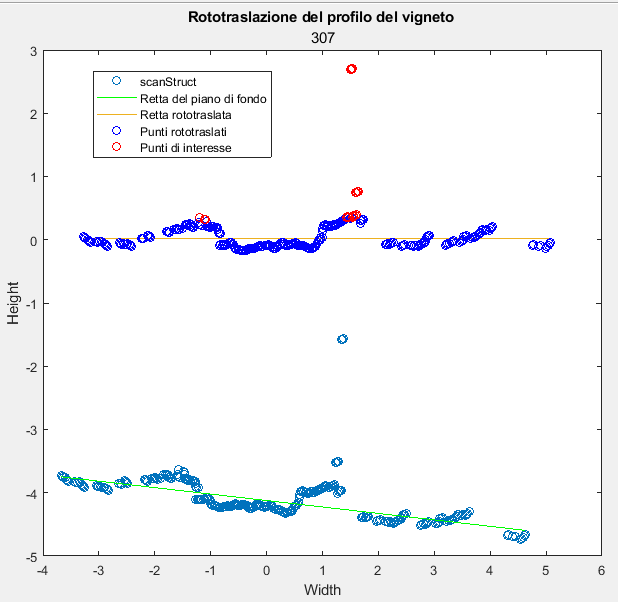 Rototraslazione del profilo del vigneto
307
3
2
1
0
-1
-2
-3
-4
-5
Height
scanStruct
Retta del piano di fondo
Retta rototraslata
Punti rototraslati
Punti di interesse
-4
-3
-2
-1
0
1
2
3
4
5
6
Width